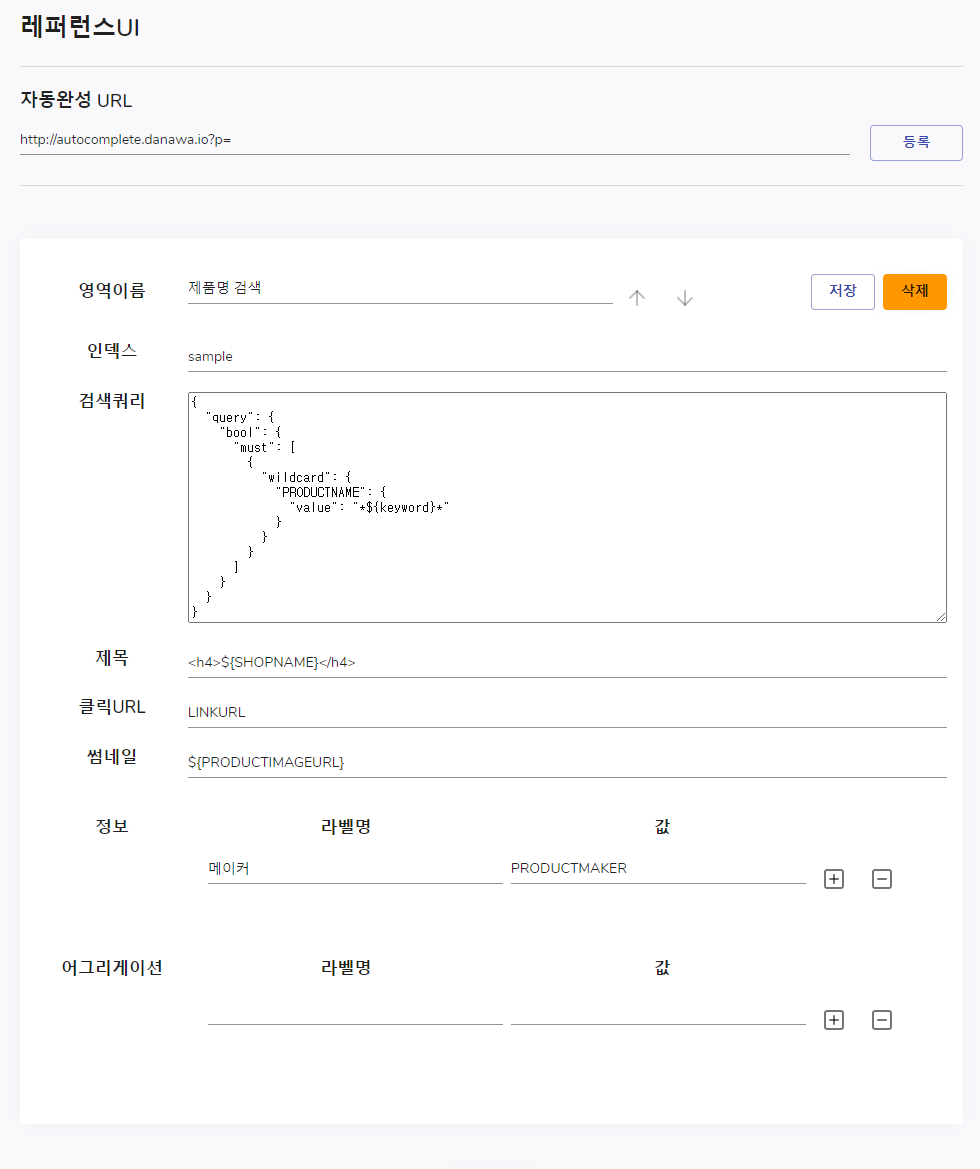 레퍼런스UI
자동완성 URL
http://autocomplete.danawa.io?p=
등록
영역이름
제품명 검색
저장
삭제
인덱스
sample
검색쿼리
{
  "query": {
    "bool": {
      "must": [
        {
          "wildcard": {
            "PRODUCTNAME": {
              "value": "*${keyword}*"
            }
          }
        }
      ]
    }
  }
}
제목
<h4>${SHOPNAME}</h4>
클릭URL
LINKURL
썸네일
${PRODUCTIMAGEURL}
정보 라벨명 값
메이커 PRODUCTMAKER
어그리게이션 라벨명 값